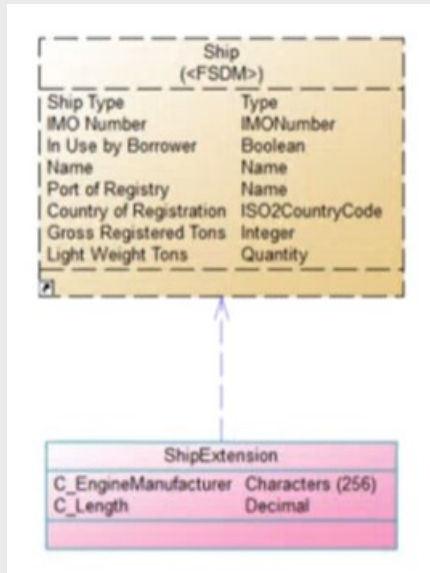 Ship
(<FSDM>)
Ship Type Type
IMO Number IMONumber
In Use by Borrower Boolean
Name Name
Port of Registry Name
Country of Registration ISO2CountryCode
Gross Registered Tons Integer
Light Weight Tons Quantity
ShipExtension
C_EngineManufacturer Characters (256)
C_Length Decimal